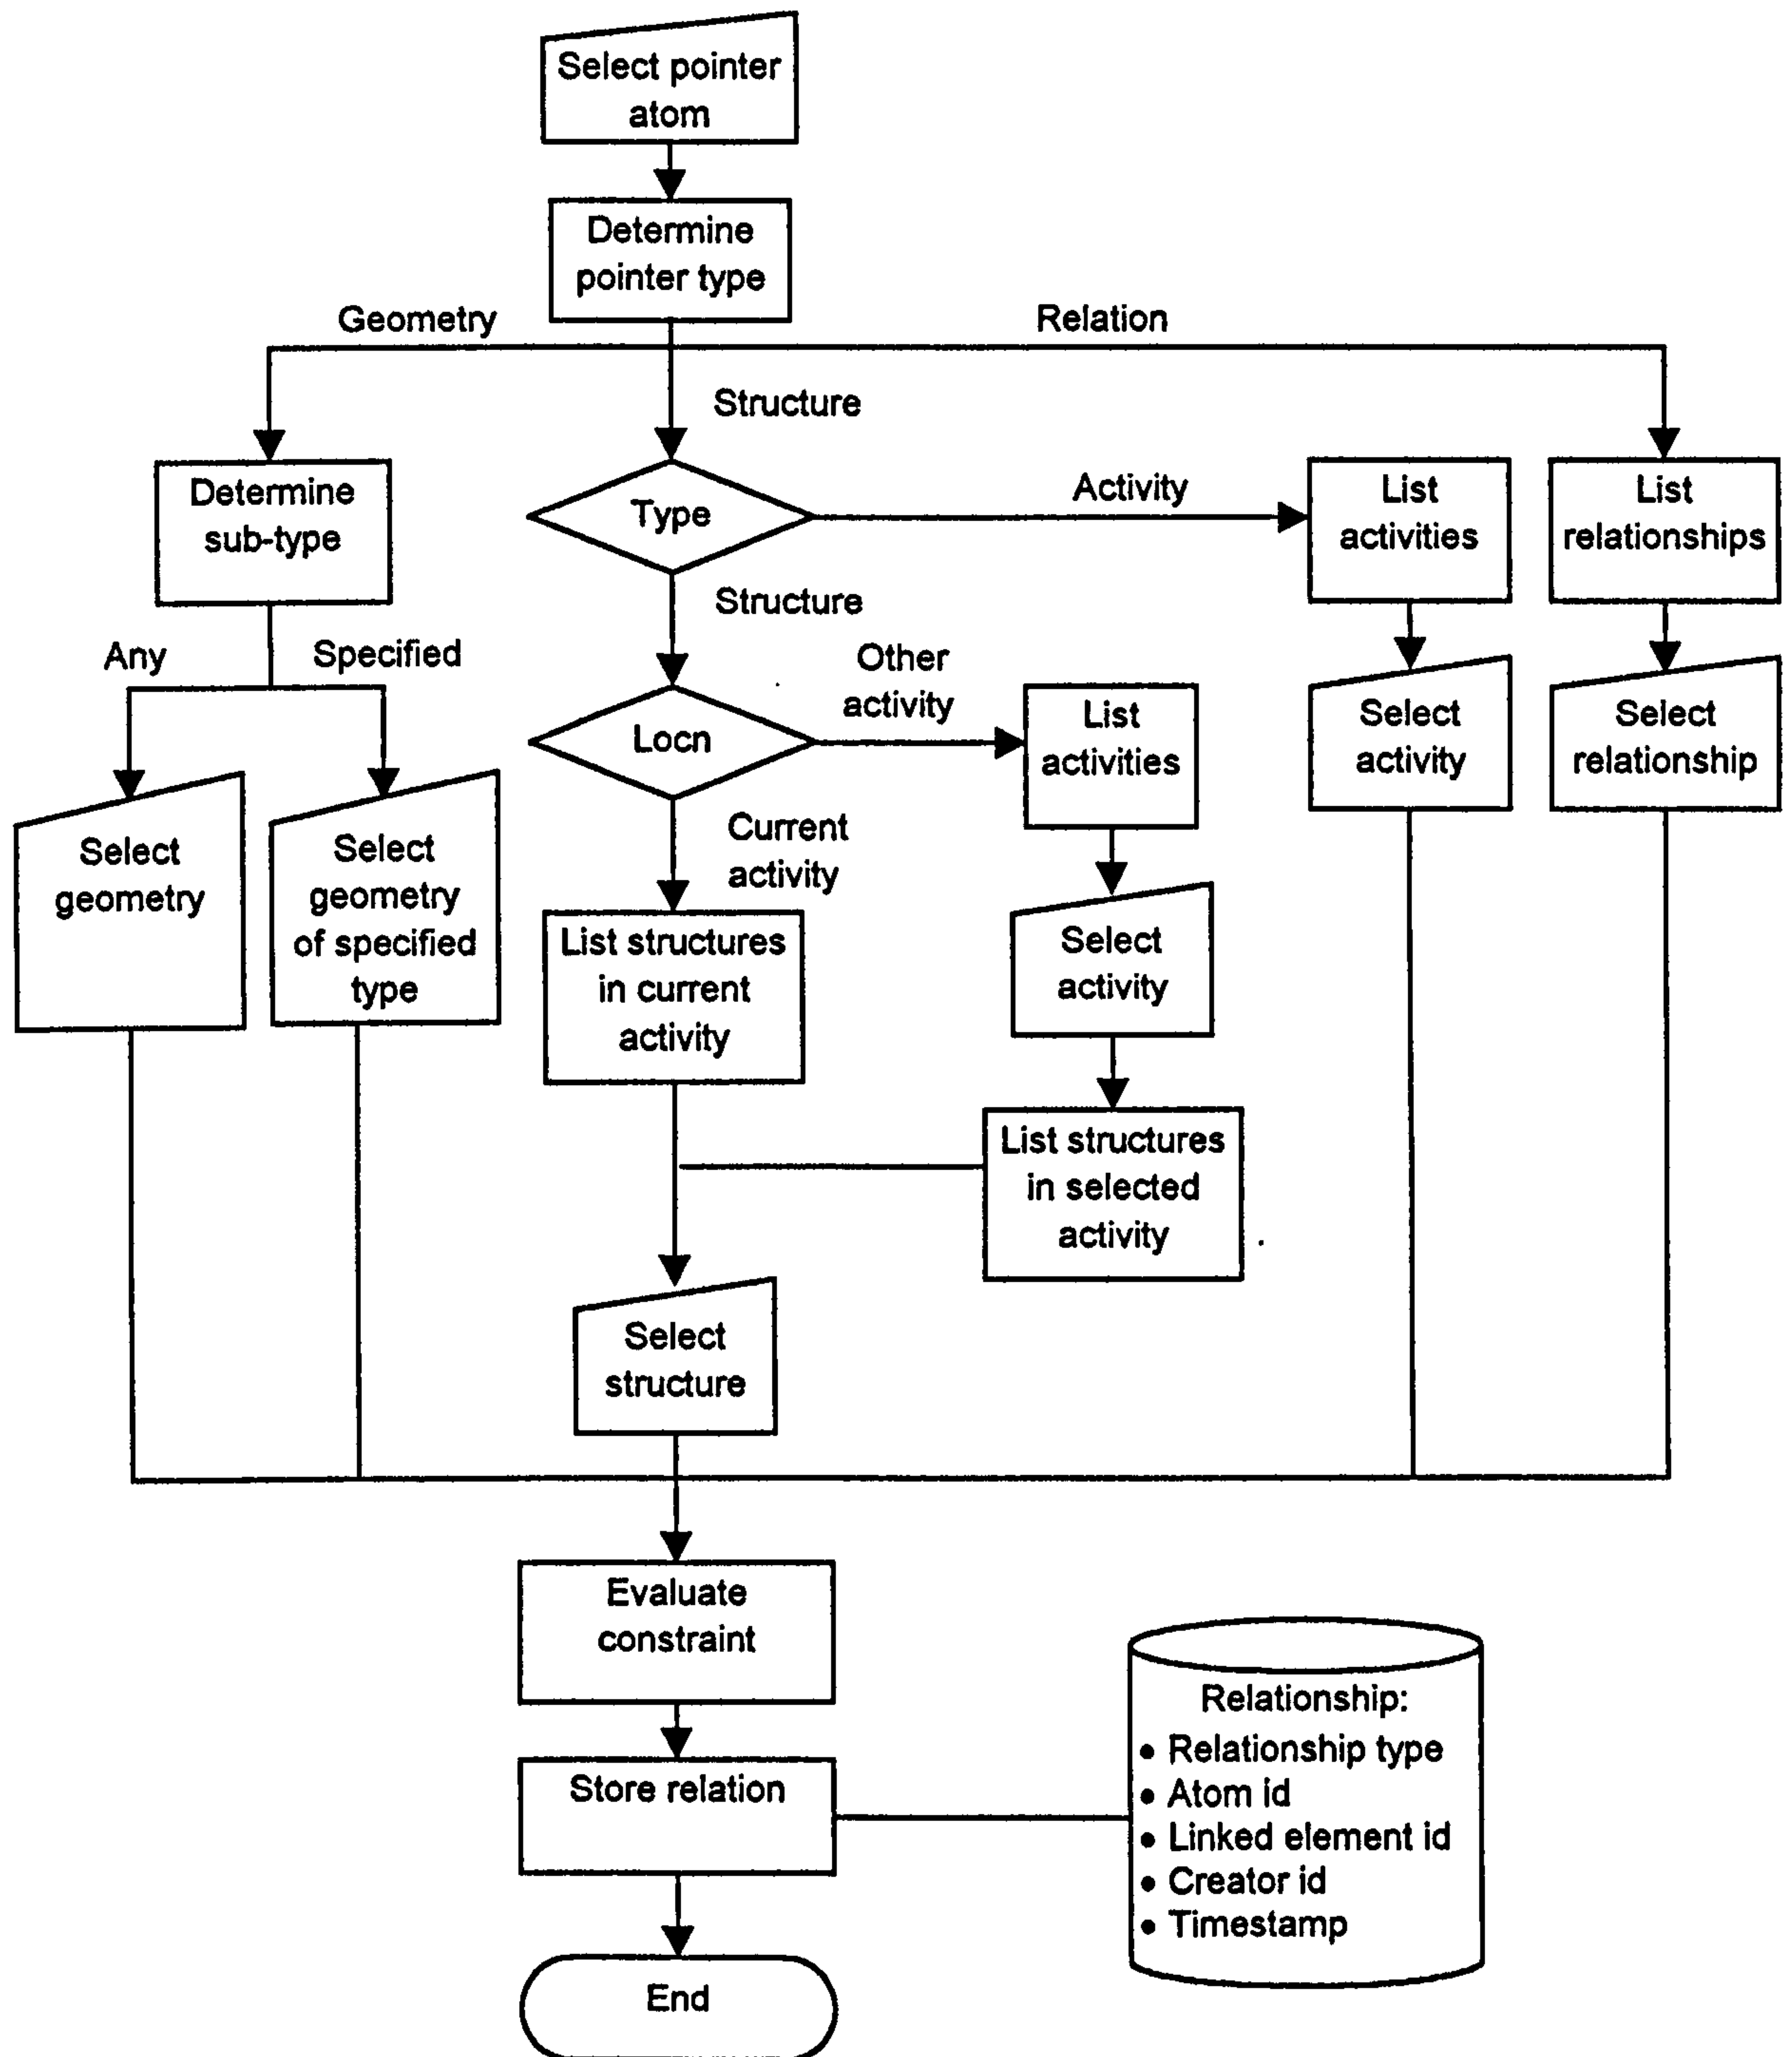 Select pointer
atom
Determine
pointer type
Geometry
Relation
Structure
Determine
sub-type
Type
Activity
List
activities
List
relationships
Structure
Any
Specified
Other
activity
Locn
List
activities
Select
activity
Select
relationship
Current
activity
Select
geometry
Select
geometry
of specified
type
List structures
in current
activity
Select
activity
List structures
in selected
activity
Select
structure
Evaluate
constraint
Store relation
Relationship:
• Relationship type
• Atom id
• Linked element id
• Creator id
• Timestamp
End